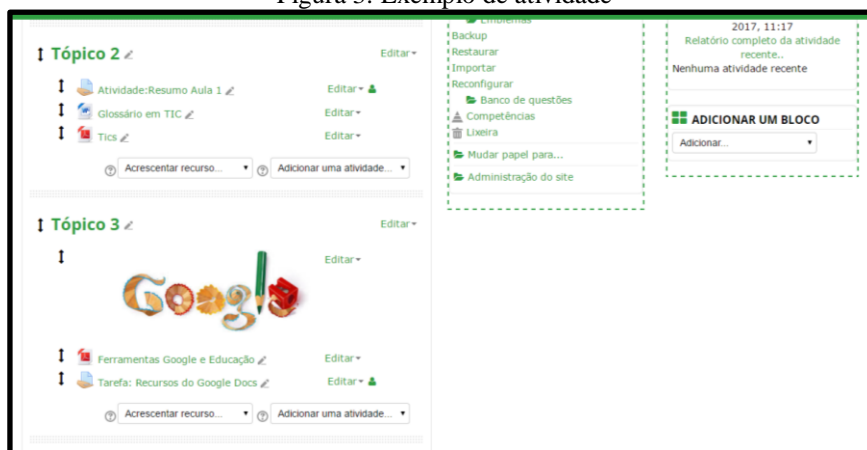 Figura 3: Exemplo de atividade
Tópico 2
Editar
Atividade:Resumo Aula 1
Editar
Glossário em TIC
Editar
Tics
Editar
Acrescentar recurso...
Adicionar uma atividade...
Tópico 3
Editar
Editar
Google
Ferramentas Google e Educação
Editar
Tarefa: Recursos do Google Docs
Editar
Acrescentar recurso...
Adicionar uma atividade...
Emblemas
Backup
Restaurar
Importar
Reconfigurar
Banco de questões
Competências
Lixeira
Mudar papel para...
Administração do site
2017, 11:17
Relatório completo da atividade
recente..
Nenhuma atividade recente
ADICIONAR UM BLOCO
Adicionar...